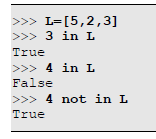 >>> L=[5,2,3]
>>> 3 in L
True
>>> 4 in L
False
>>> 4 not in L
True